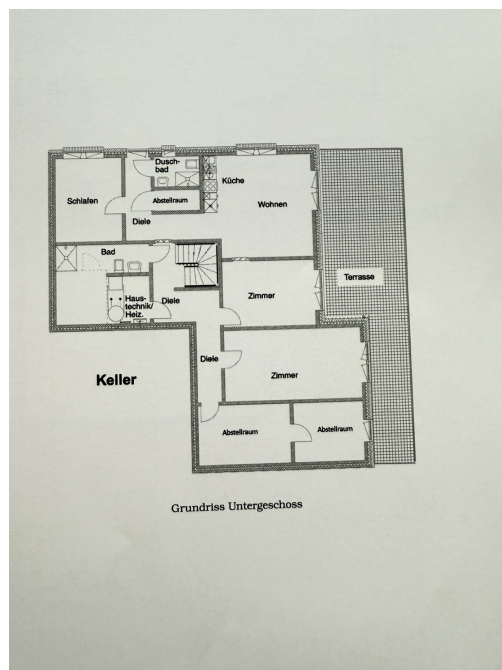 Dusch-
bad
Küche
Schlafen
Abstellraum
Wohnen
Diele
Bad
Terrasse
Haus-
technik/
Heiz.
Diele
Zimmer
Diele
Zimmer
Keller
Abstellraum
Abstellraum
Grundriss Untergeschoss